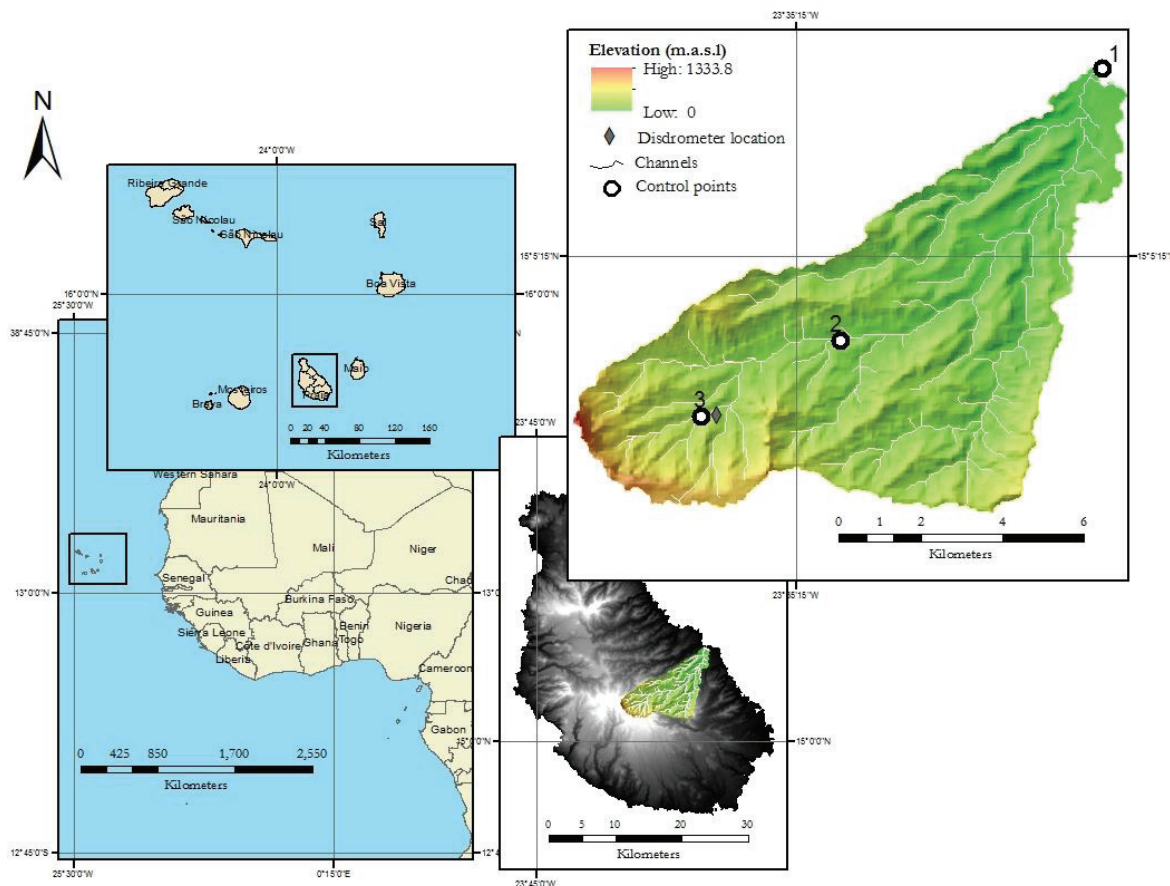 N
24°0'0"W
Ribeira Grande
São Nicolau
São Nicolau
Sal
Boa Vista
16°0'0"N
16°0'0"N
Maio
Mosteiros
Praia
Brava
0 20 40 80 120 160
Kilometers
24°0'0"W
25°30'0"W
38°45'0"N
Western Sahara
Mauritania
Mali
Niger
Chad
Senegal
13°0'0"N
Burkina Faso
Guinea
Benin
Nigeria
Sierra Leone
Côte d'Ivoire
Ghana
Togo
Liberia
Cameroon
Gabon
0 425 850 1,700 2,550
Kilometers
12°45'0"S
25°30'0"W
0°15'0"E
23°45'0"W
15°0'0"N
15°0'0"N
0 5 10 20 30
Kilometers
23°45'0"W
23°35'15"W
Elevation (m.a.s.l)
High: 1333.8
Low: 0
Disdrometer location
Channels
Control points
1
15°5'15"N
15°5'15"N
2
3
0 1 2 4 6
Kilometers
23°35'15"W